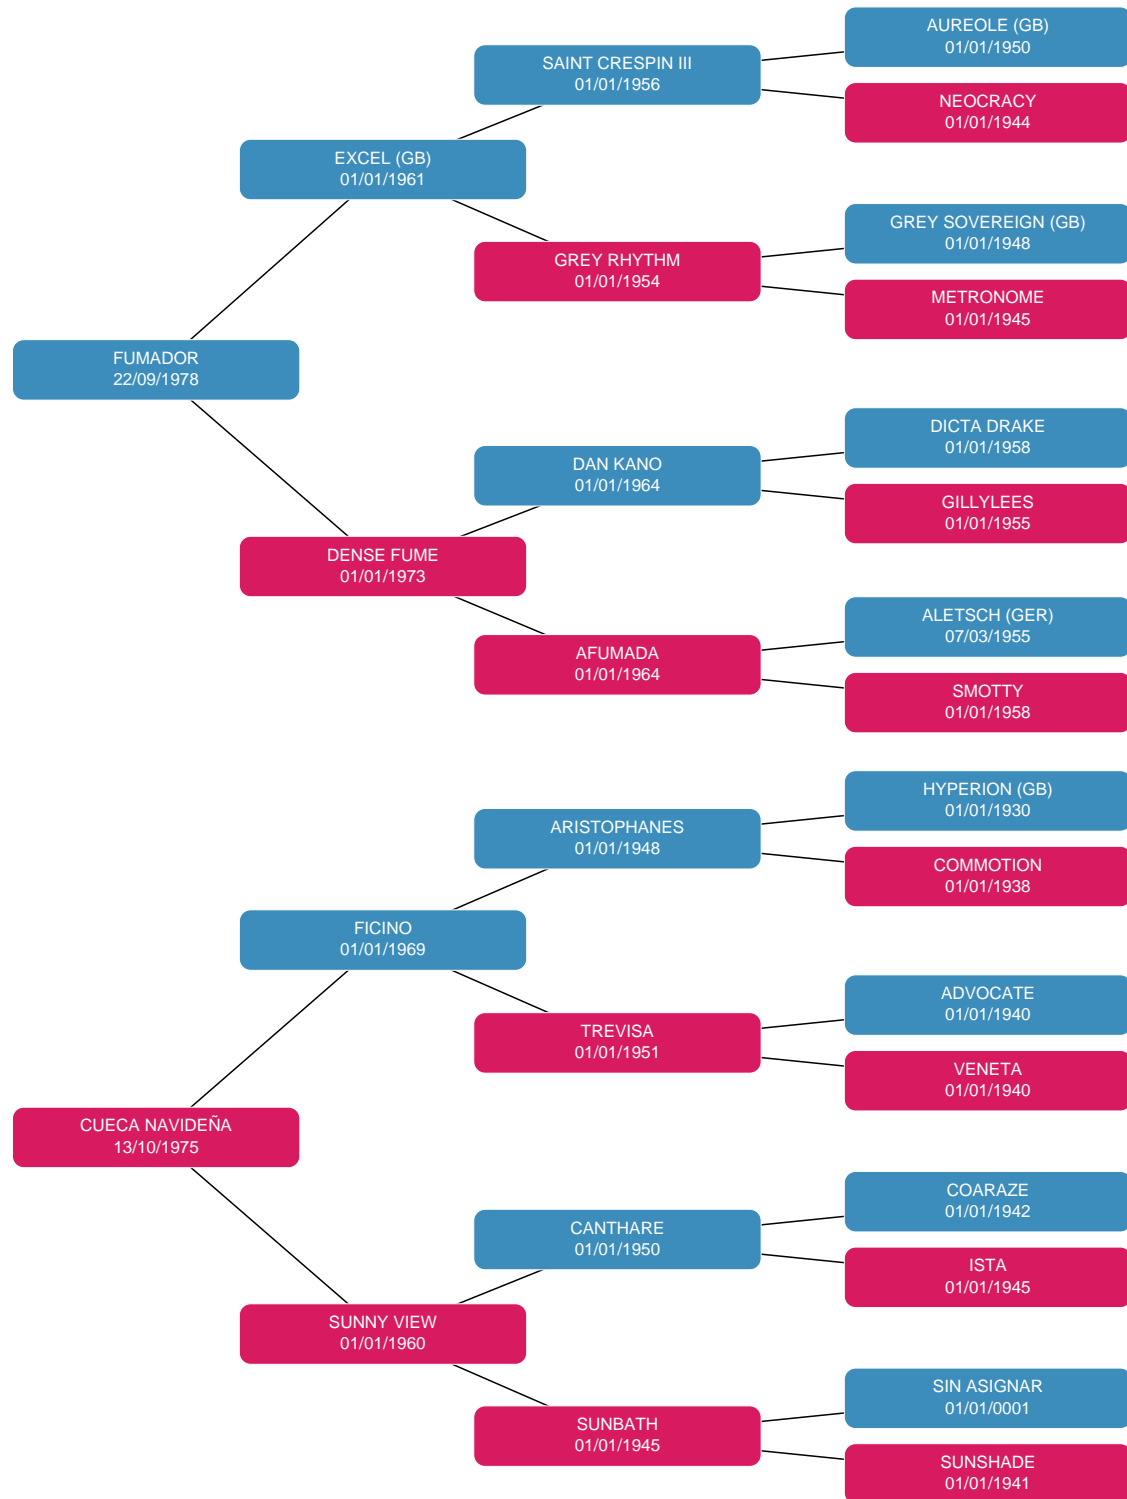 AUREOLE (GB)
01/01/1950
SAINT CRESPIN III
01/01/1956
NEOCRACY
01/01/1944
EXCEL (GB)
01/01/1961
GREY SOVEREIGN (GB)
01/01/1948
GREY RHYTHM
01/01/1954
METRONOME
01/01/1945
FUMADOR
22/09/1978
DICTA DRAKE
01/01/1958
DAN KANO
01/01/1964
GILLYLEES
01/01/1955
DENSE FUME
01/01/1973
ALETSCH (GER)
07/03/1955
AFUMADA
01/01/1964
SMOTTY
01/01/1958
HYPERION (GB)
01/01/1930
ARISTOPHANES
01/01/1948
COMMOTION
01/01/1938
FICINO
01/01/1969
ADVOCATE
01/01/1940
TREVISA
01/01/1951
VENETA
01/01/1940
CUECA NAVIDEÑA
13/10/1975
COARAZE
01/01/1942
CANTHARE
01/01/1950
ISTA
01/01/1945
SUNNY VIEW
01/01/1960
SIN ASIGNAR
01/01/0001
SUNBATH
01/01/1945
SUNSHADE
01/01/1941